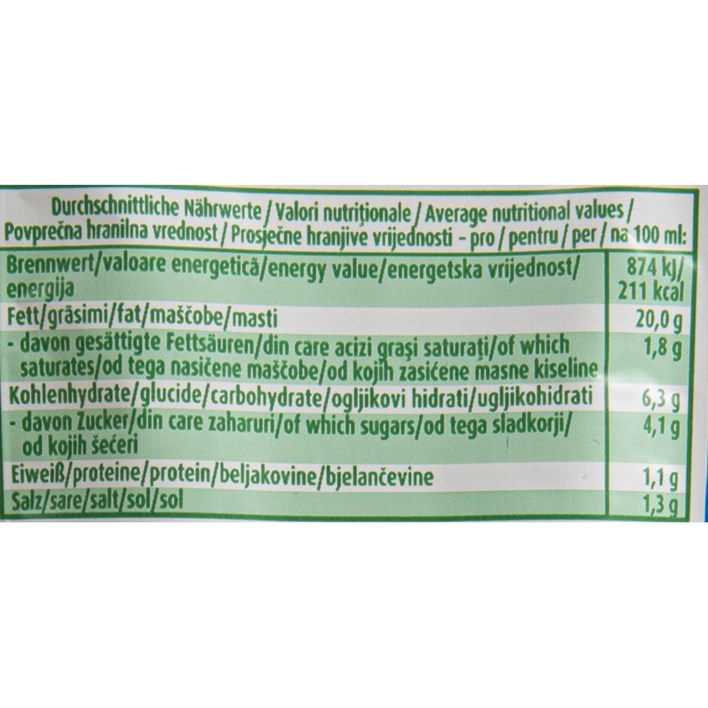 Durchschnittliche Nährwerte / Valori nutriționale / Average nutritional values /
Povprečna hranilna vrednost / Prosječne hranjive vrijednosti - pro / pentru / per / na 100 ml:
Brennwert/valoare energetică/energy value/energetska vrijednost/ 874 kJ/
energija 211 kcal
Fett/grăsimi/fat/maščobe/masti 20,0 g
- davon gesättigte Fettsäuren/din care acizi grași saturați/of which 1,8 g
saturates/od tega nasičene maščobe/od kojih zasićene masne kiseline
Kohlenhydrate/glucide/carbohydrate/ogljikovi hidrati/ugljikohidrati 6,3 g
- davon Zucker/din care zaharuri/of which sugars/od tega sladkorji/ 4,1 g
od kojih šećeri
Eiweiß/proteine/protein/beljakovine/bjelančevine 1,1 g
Salz/sare/salt/sol/sol 1,3 g